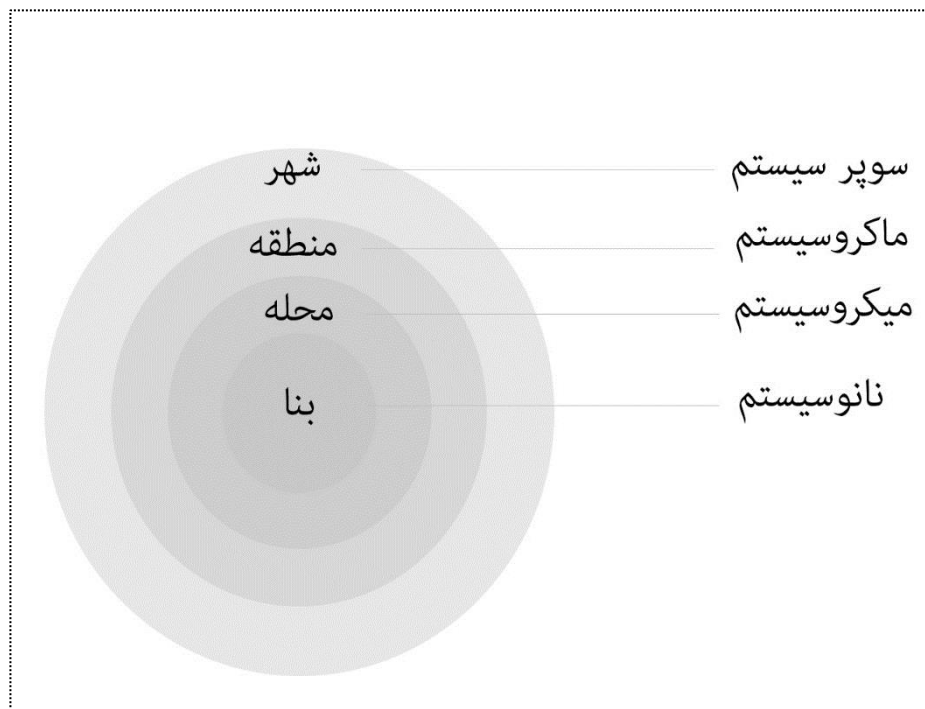 شهر
سوپر سیستم
منطقه
ماکروسیستم
محله
میکروسیستم
بنا
نانوسیستم